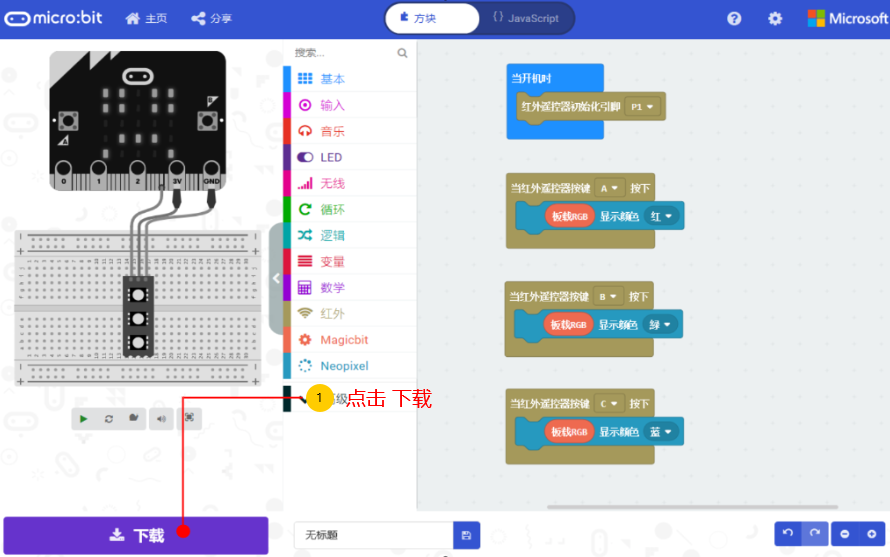 micro:bit 主页 分享 方块 {} JavaScript Microsoft
搜索...
基本
输入
音乐
LED
无线
循环
逻辑
变量
数学
红外
Magicbit
Neopixel
1 点击 下载
0 1 2 3V GND
当开机时
红外遥控器初始化引脚 P1
当红外遥控器按键 A 按下
板载RGB 显示颜色 红
当红外遥控器按键 B 按下
板载RGB 显示颜色 绿
当红外遥控器按键 C 按下
板载RGB 显示颜色 蓝
下载
无标题